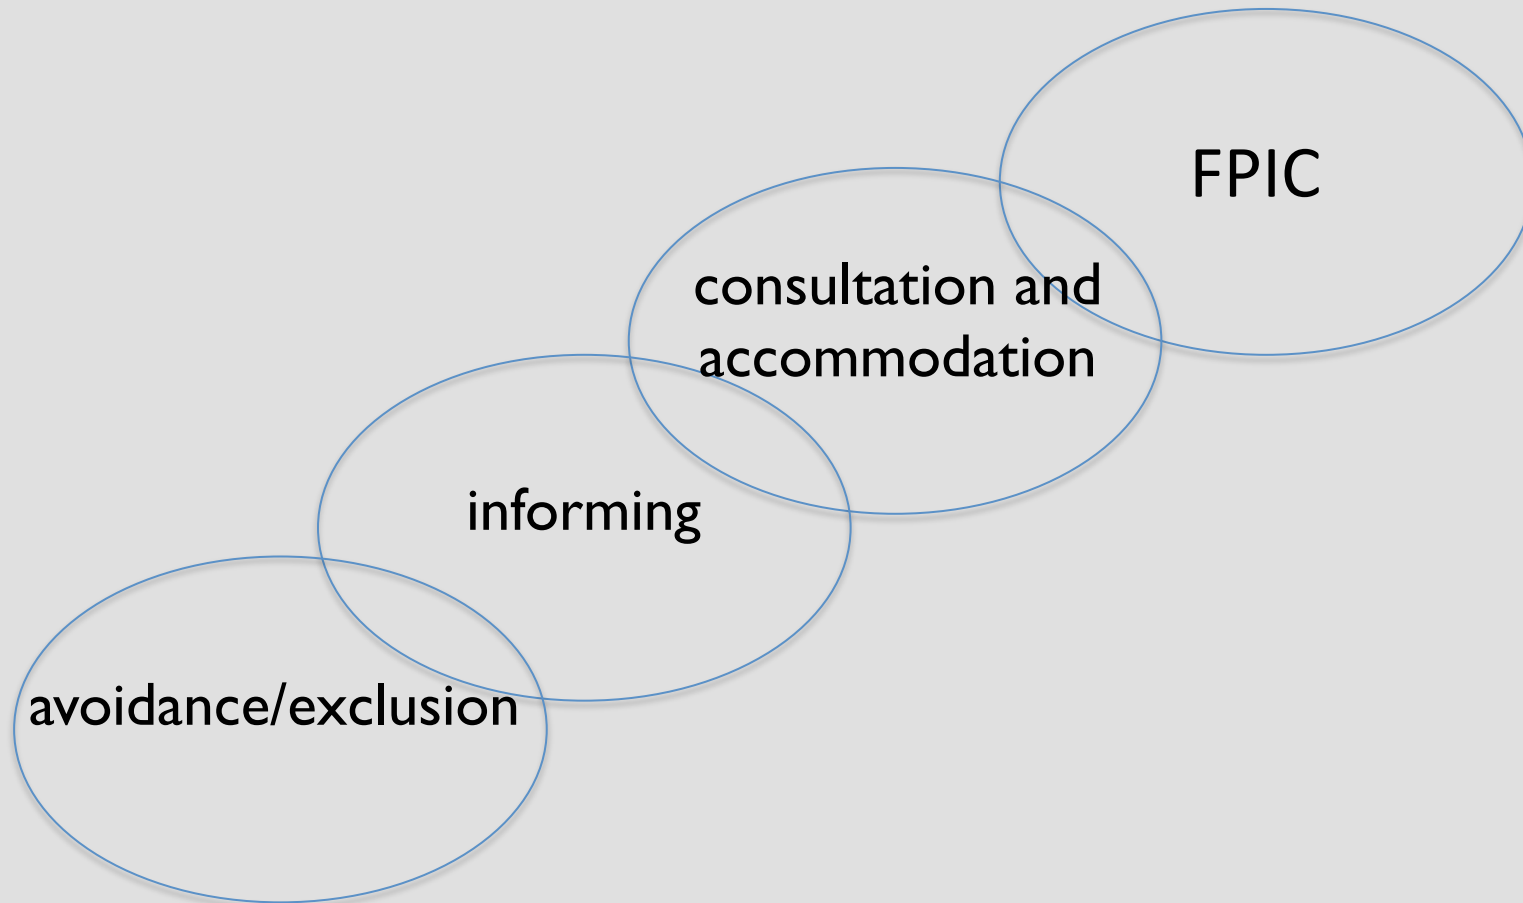 FPIC
consultation and
accommodation
informing
avoidance/exclusion